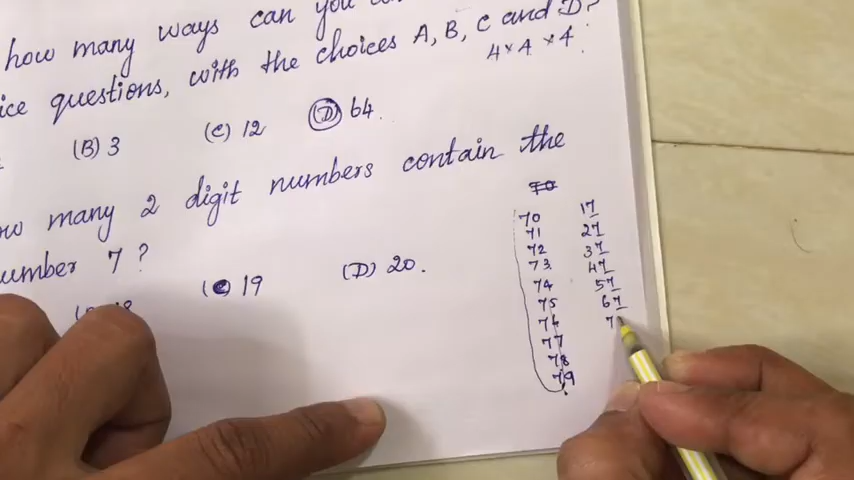 how many ways can you
ice questions, with the choices A, B, C and D?
4 × 4 × 4
(B) 3 (C) 12 (D) 64.
many 2 digit numbers contain the
number 7 ?
(C) 19 (D) 20.
70
70 17
71 27
72 37
73 47
74 57
75 67
76 7
77
78
79